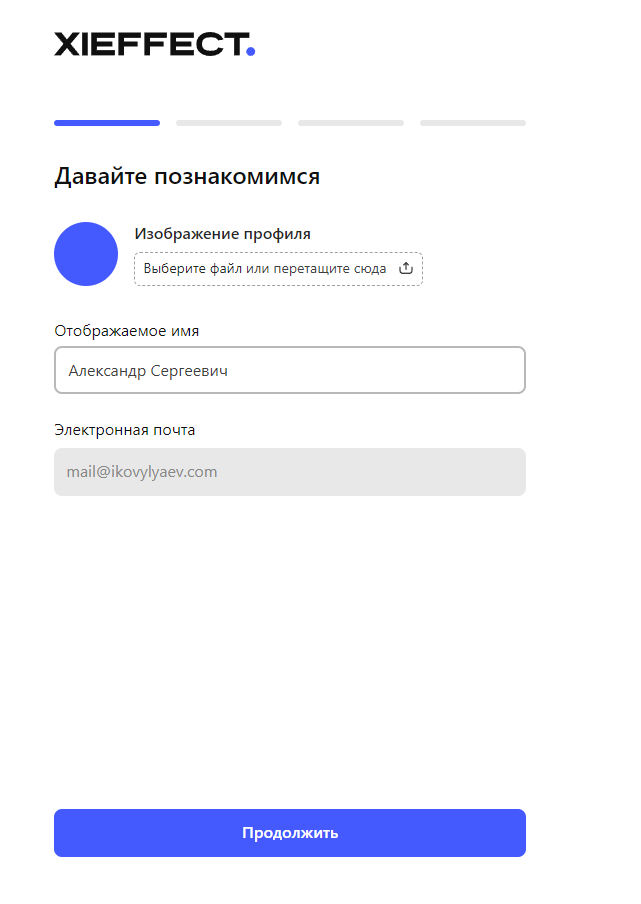 XIEFFECT.
Давайте познакомимся
Изображение профиля
Выберите файл или перетащите сюда
Отображаемое имя
Александр Сергеевич
Электронная почта
mail@ikovylyaev.com
Продолжить